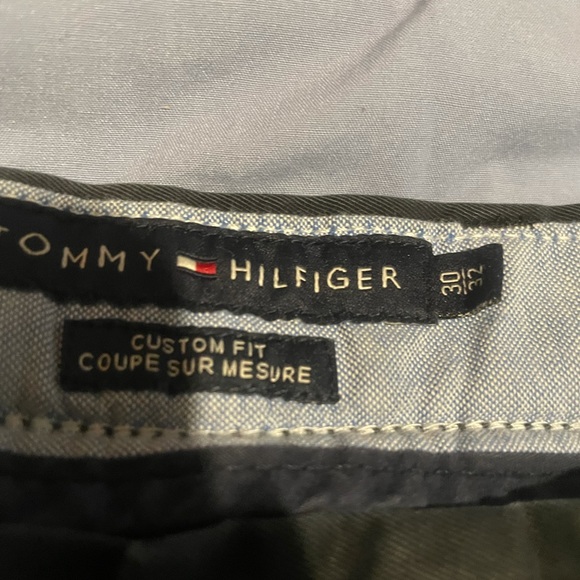 TOMMY HILFIGER
30
32
CUSTOM FIT
COUPE SUR MESURE